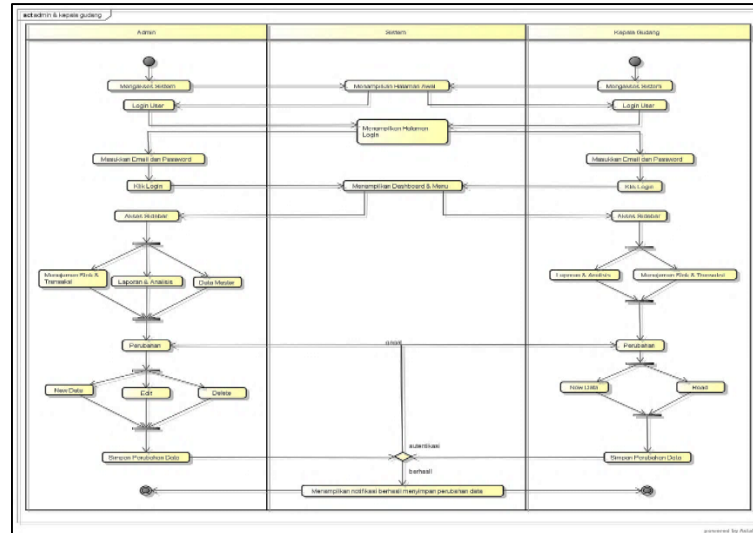 act admin & kepala gudang
Admin
Sistem
Kepala Gudang
Mengakses Sistem
Menampilkan Halaman Awal
Mengakses Sistem
Login User
Login User
Menampilkan Halaman
Login
Masukkan Email dan Password
Masukkan Email dan Password
Klik Login
Menampilkan Dashboard & Menu
Klik Login
Akses Sidebar
Akses Sidebar
Manajemen Stok &
Transaksi
Laporan & Analisis
Data Master
Laporan & Analisis
Manajemen Stok & Transaksi
Perubahan
Perubahan
New Data
Edit
Delete
New Data
Read
autentikasi
Simpan Perubahan Data
Simpan Perubahan Data
berhasil
Menampilkan notifikasi berhasil menyimpan perubahan data
powered by